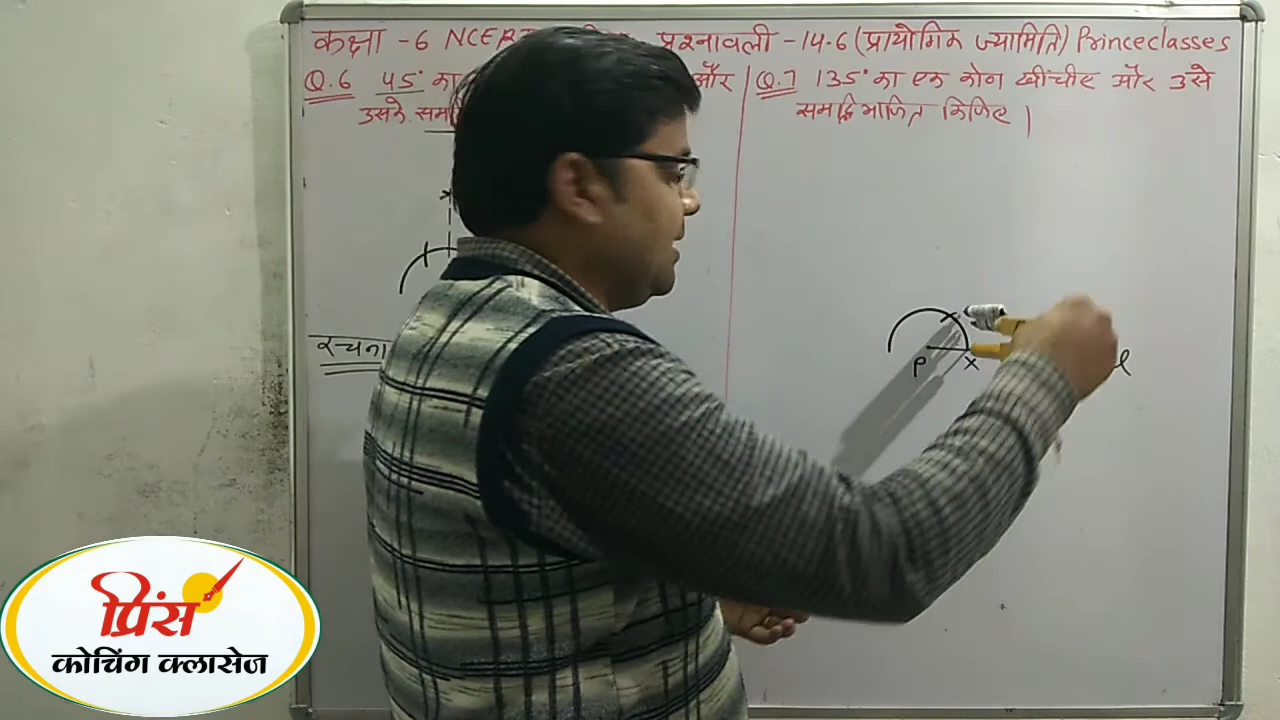 कक्षा -6 NCERT प्रश्नावली -14.6 (प्रायोगिक ज्यामिति) Princeclasses
Q.6 45° का और
उसके
Q.7 135° का एक कोण खींचीए और उसे
समद्विभाजित किजिए।
रचना
P X l
प्रिंस
कोचिंग क्लासेज